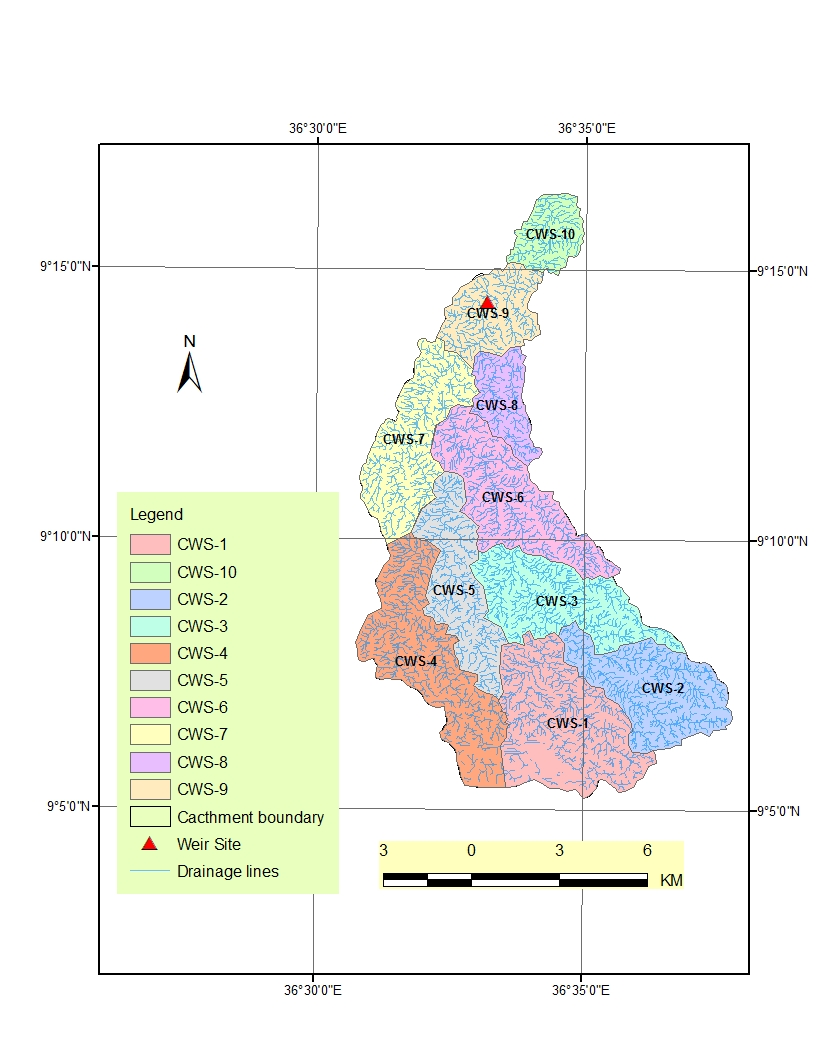 36°30'0"E 36°35'0"E
CWS-10
9°15'0"N 9°15'0"N
CWS-9
N
CWS-8
CWS-7
CWS-6
Legend
CWS-1
CWS-10
CWS-2
CWS-3
CWS-4
CWS-5
CWS-6
CWS-7
CWS-8
CWS-9
Cacthment boundary
Weir Site
Drainage lines
9°10'0"N 9°10'0"N
CWS-5
CWS-3
CWS-4
CWS-2
CWS-1
9°5'0"N 9°5'0"N
3 0 3 6
KM
36°30'0"E 36°35'0"E